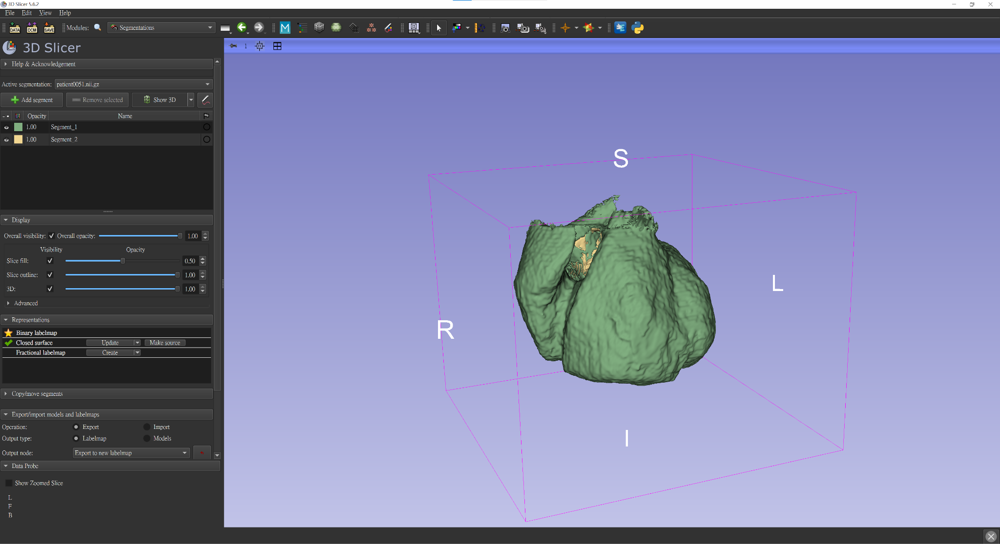 3D Slicer 5.6.2
File Edit View Help
DATA DCM SAVE Modules: Segmentations M
3D Slicer
1
Help & Acknowledgement
Active segmentation: patient0051.nii.gz
Add segment Remove selected Show 3D
Opacity Name
1.00 Segment_1
1.00 Segment_2
Display
Overall visibility: Overall opacity: 1.00
Visibility Opacity
Slice fill: 0.50
Slice outline: 1.00
3D: 1.00
Advanced
Representations
Binary labelmap
Closed surface Update Make source
Fractional labelmap Create
Copy/move segments
Export/import models and labelmaps
Operation: Export Import
Output type: Labelmap Models
Output node: Export to new labelmap
Data Probe
Show Zoomed Slice
L
F
B
S
L
R
I